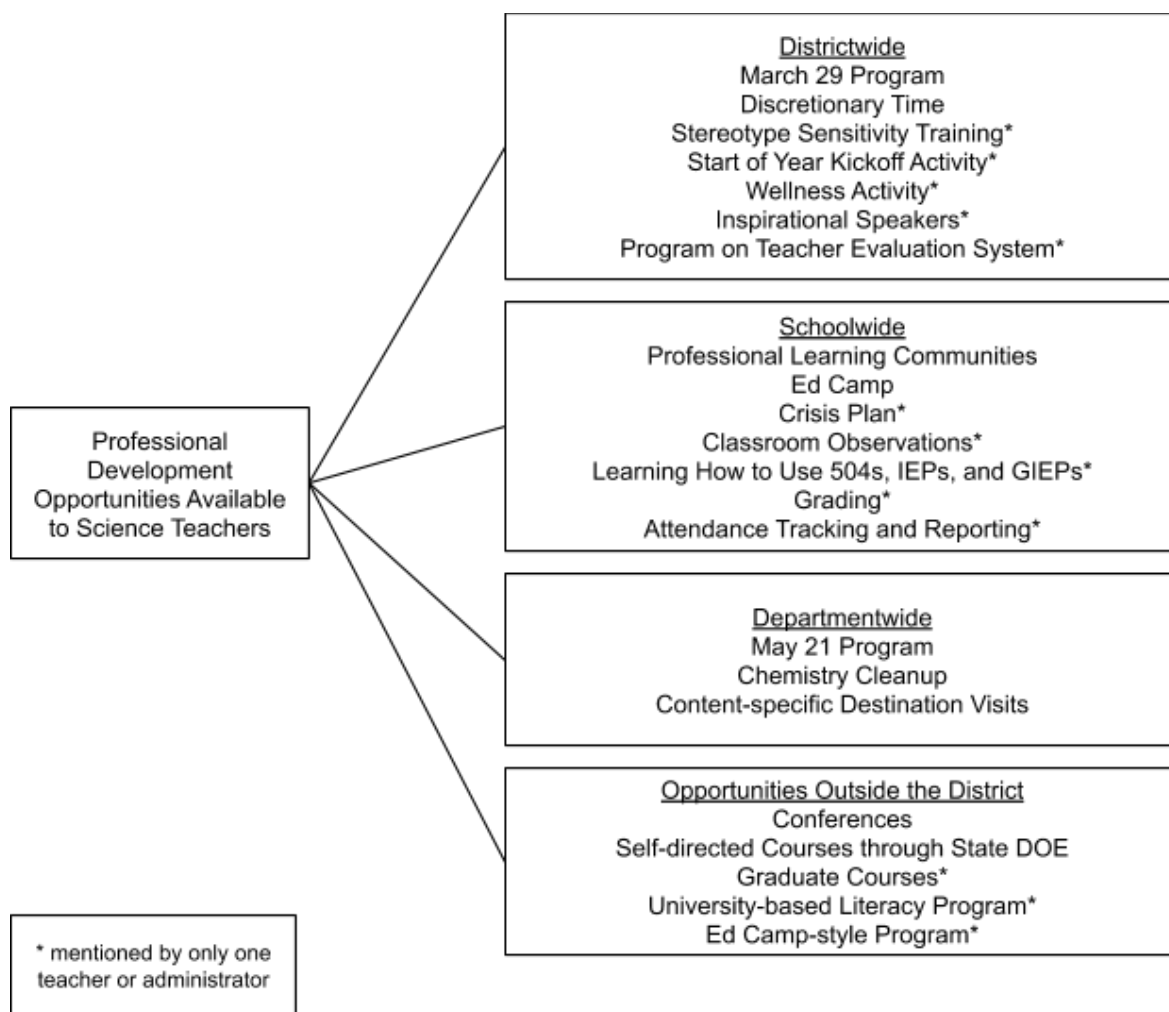 Professional
Development
Opportunities Available
to Science Teachers
Districtwide
March 29 Program
Discretionary Time
Stereotype Sensitivity Training*
Start of Year Kickoff Activity*
Wellness Activity*
Inspirational Speakers*
Program on Teacher Evaluation System*
Schoolwide
Professional Learning Communities
Ed Camp
Crisis Plan*
Classroom Observations*
Learning How to Use 504s, IEPs, and GIEPs*
Grading*
Attendance Tracking and Reporting*
Departmentwide
May 21 Program
Chemistry Cleanup
Content-specific Destination Visits
Opportunities Outside the District
Conferences
Self-directed Courses through State DOE
Graduate Courses*
University-based Literacy Program*
Ed Camp-style Program*
* mentioned by only one
teacher or administrator